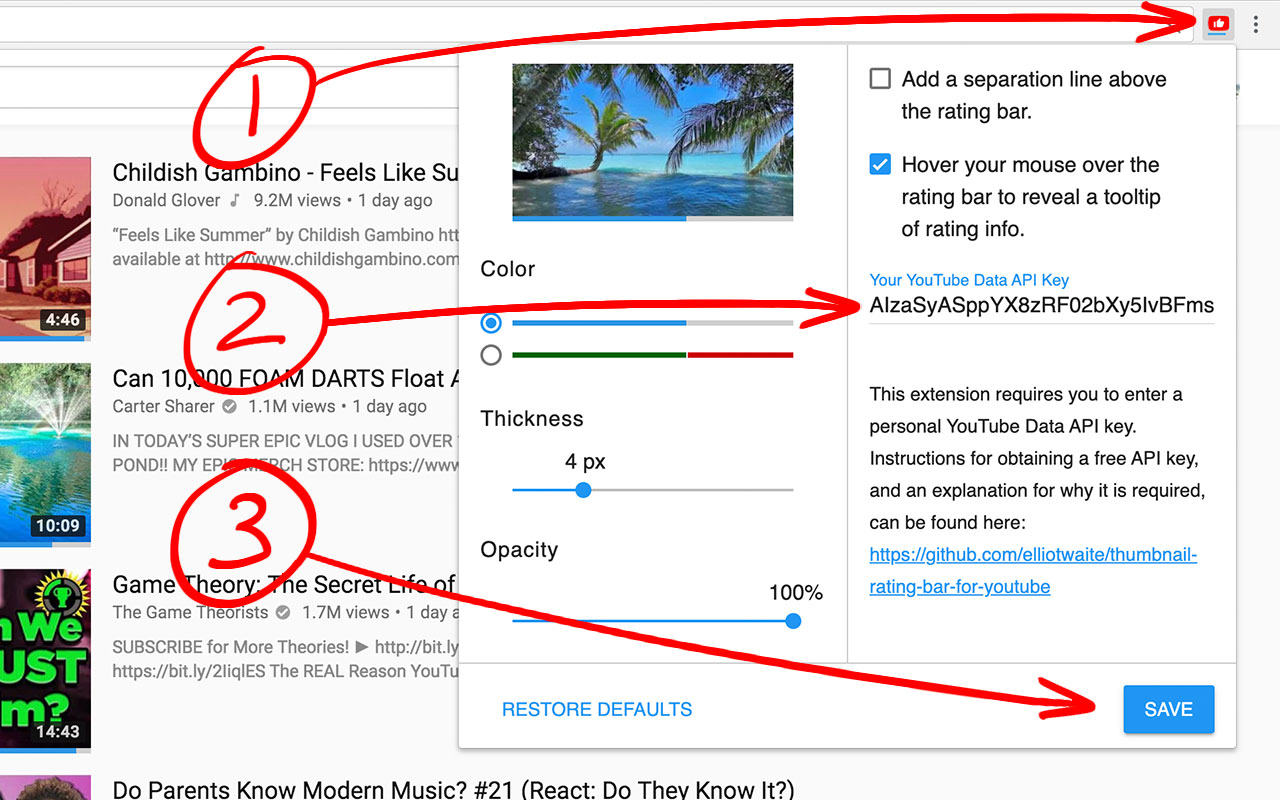 1
Childish Gambino - Feels Like Su
Donald Glover 9.2M views • 1 day ago
“Feels Like Summer” by Childish Gambino htt
available at http://www.childishgambino.com
4:46
2
Can 10,000 FOAM DARTS Float A
Carter Sharer 1.1M views • 1 day ago
IN TODAY’S SUPER EPIC VLOG I USED OVER
POND!! MY EPIC MERCH STORE: https://www
10:09
3
Game Theory: The Secret Life of
The Game Theorists 1.7M views • 1 day a
SUBSCRIBE for More Theories! ► http://bit.ly
https://bit.ly/2IiqlES The REAL Reason YouTu
n We
UST
m?
14:43
Do Parents Know Modern Music? #21 (React: Do They Know It?)
Color
Thickness
4 px
Opacity
100%
RESTORE DEFAULTS
Add a separation line above
the rating bar.
Hover your mouse over the
rating bar to reveal a tooltip
of rating info.
Your YouTube Data API Key
AIzaSyASppYX8zRF02bXy5IvBFms
This extension requires you to enter a
personal YouTube Data API key.
Instructions for obtaining a free API key,
and an explanation for why it is required,
can be found here:
https://github.com/elliotwaite/thumbnail-
rating-bar-for-youtube
SAVE